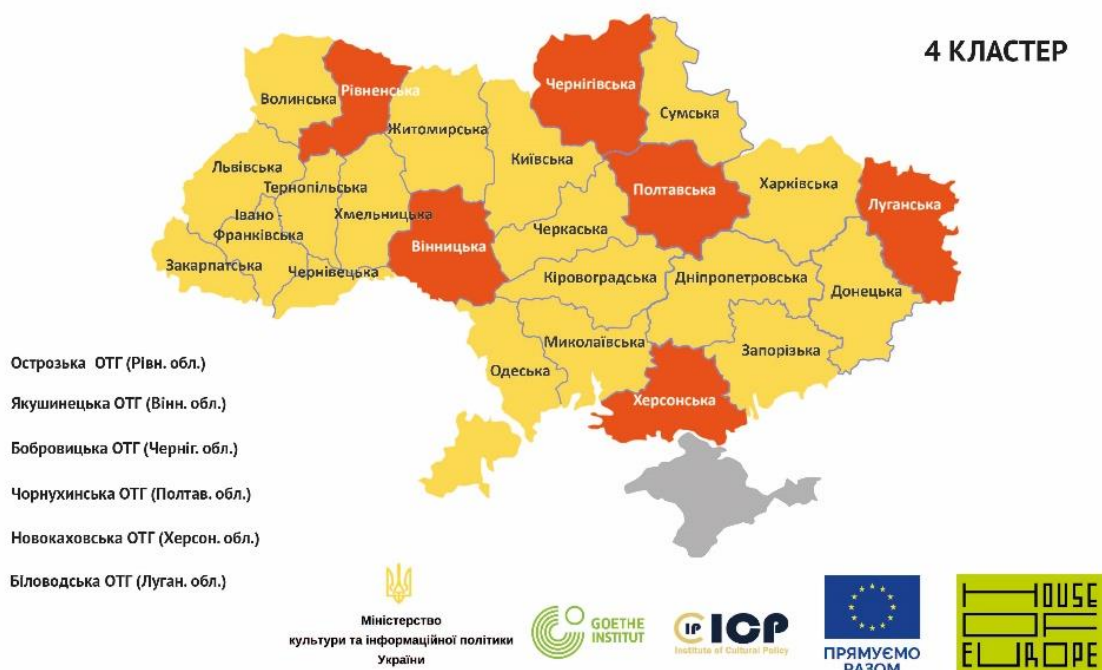 4 КЛАСТЕР
Волинська
Рівненська
Житомирська
Чернігівська
Сумська
Київська
Львівська
Тернопільська
Хмельницька
Івано -
Франківська
Закарпатська
Чернівецька
Вінницька
Черкаська
Полтавська
Харківська
Луганська
Кіровоградська
Дніпропетровська
Донецька
Миколаївська
Запорізька
Одеська
Херсонська
Острозька ОТГ (Рівн. обл.)
Якушинецька ОТГ (Вінн. обл.)
Бобровицька ОТГ (Черніг. обл.)
Чорнухинська ОТГ (Полтав. обл.)
Новокаховська ОТГ (Херсон. обл.)
Біловодська ОТГ (Луган. обл.)
Міністерство
культури та інформаційної політики
України
GOETHE
INSTITUT
IP ICP
Institute of Cultural Policy
ПРЯМУЄМО
РАЗОМ
HOUSE
OF
EUROPE